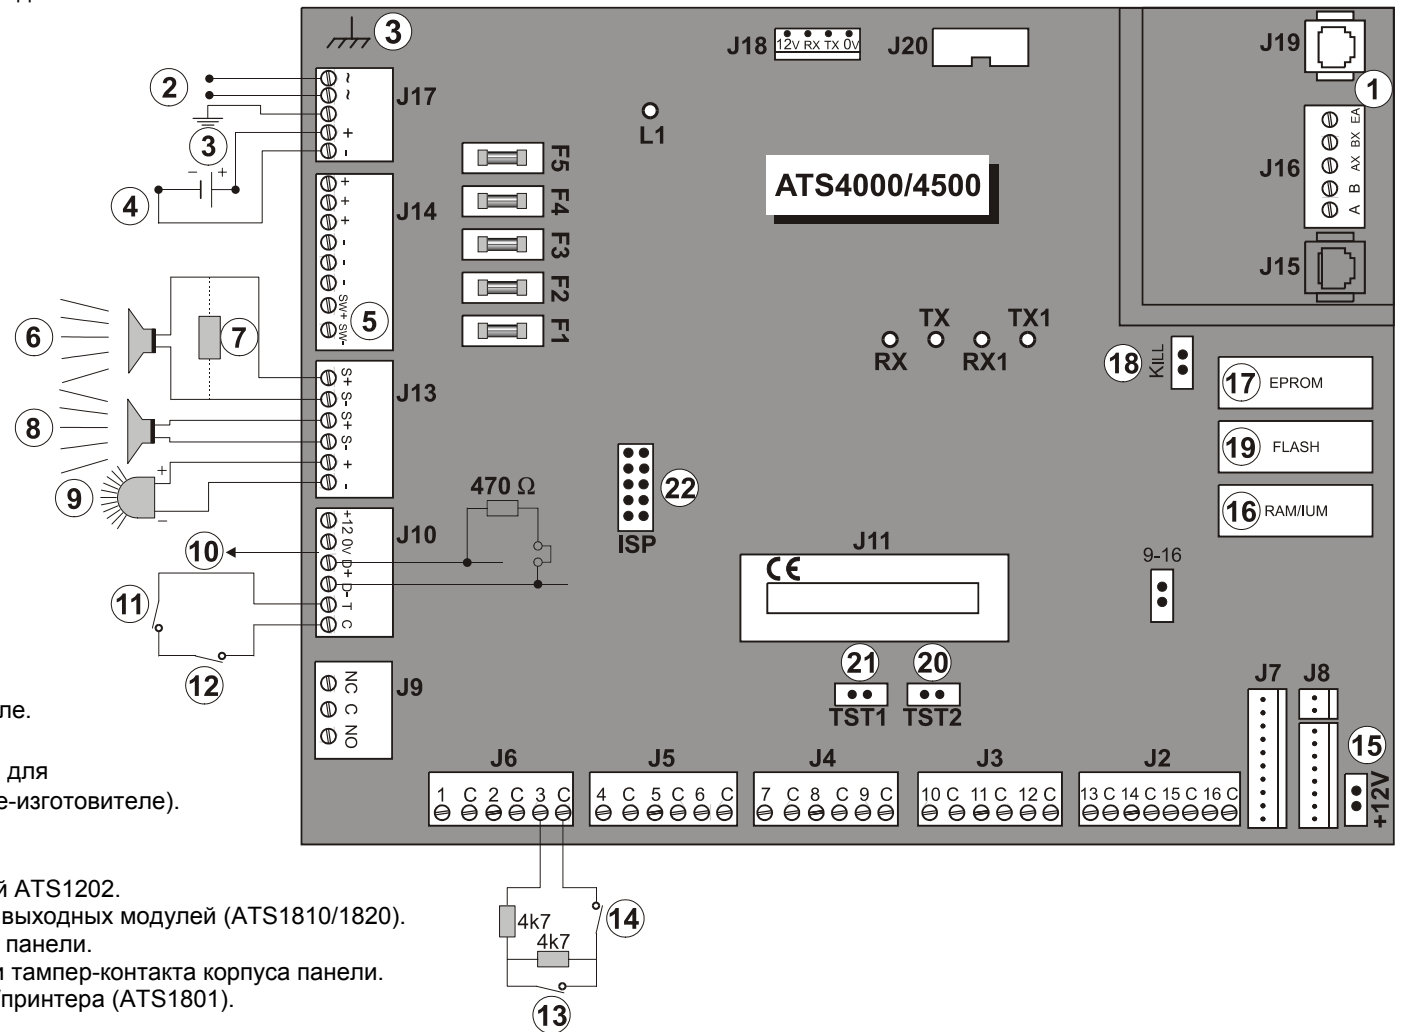 3
J18
12V RX TX 0V
J20
J19
1
2
~
~
+
-
J17
3
- +
4
L1
F5
F4
F3
F2
F1
ATS4000/4500
J16
EA
BX
AX
B
A
J15
+
+
+
-
-
-
SW+
SW-
J14
5
6
7
TX TX1
RX RX1
18
KILL
17 EPROM
19 FLASH
16 RAM/IUM
S+
S-
S+
S-
+
-
J13
8
9
+
–
470 Ω
22
ISP
10
+12
0V
D+
D-
T
C
J10
11
12
J11
CE
9-16
21 20
TST1 TST2
NC
C
NO
J9
J7 J8
15
+12V
J6 J5 J4 J3 J2
1 C 2 C 3 C
4 C 5 C 6 C
7 C 8 C 9 C
10 C 11 C 12 C
13 C 14 C 15 C 16 C
4k7
4k7
14
13
ле.
для
е-изготовителе).
й ATS1202.
выходных модулей (ATS1810/1820).
панели.
и тампер-контакта корпуса панели.
/принтера (ATS1801).